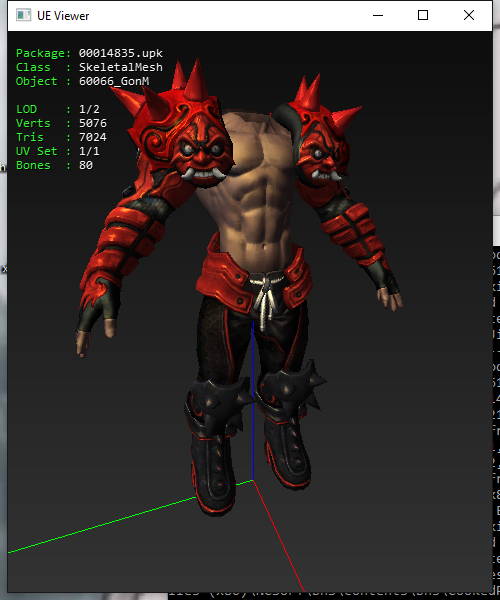 UE Viewer
Package: 00014835.upk
Class : SkeletalMesh
Object : 60066_GonM
LOD : 1/2
Verts : 5076
Tris : 7024
UV Set : 1/1
Bones : 80